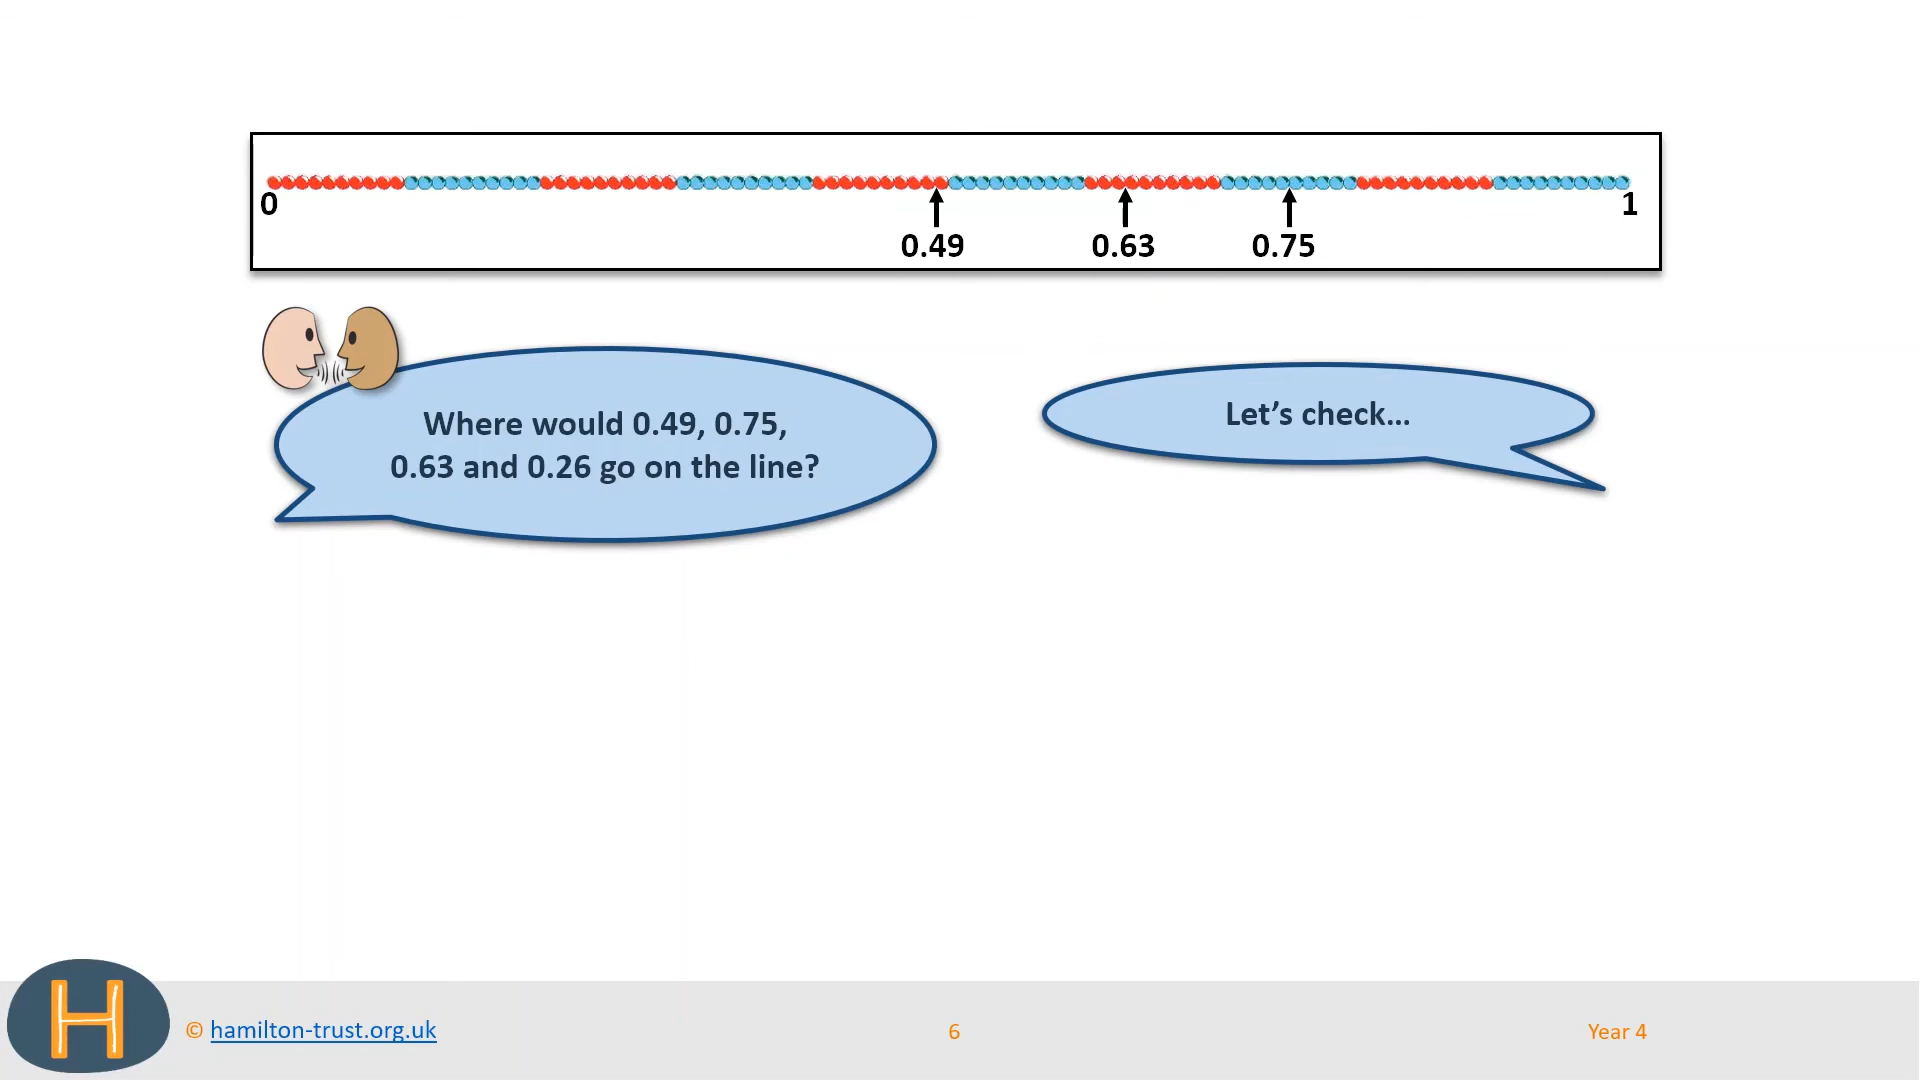 0
1
0.49 0.63 0.75
Where would 0.49, 0.75,
0.63 and 0.26 go on the line?
Let’s check...
H
© hamilton-trust.org.uk
6
Year 4